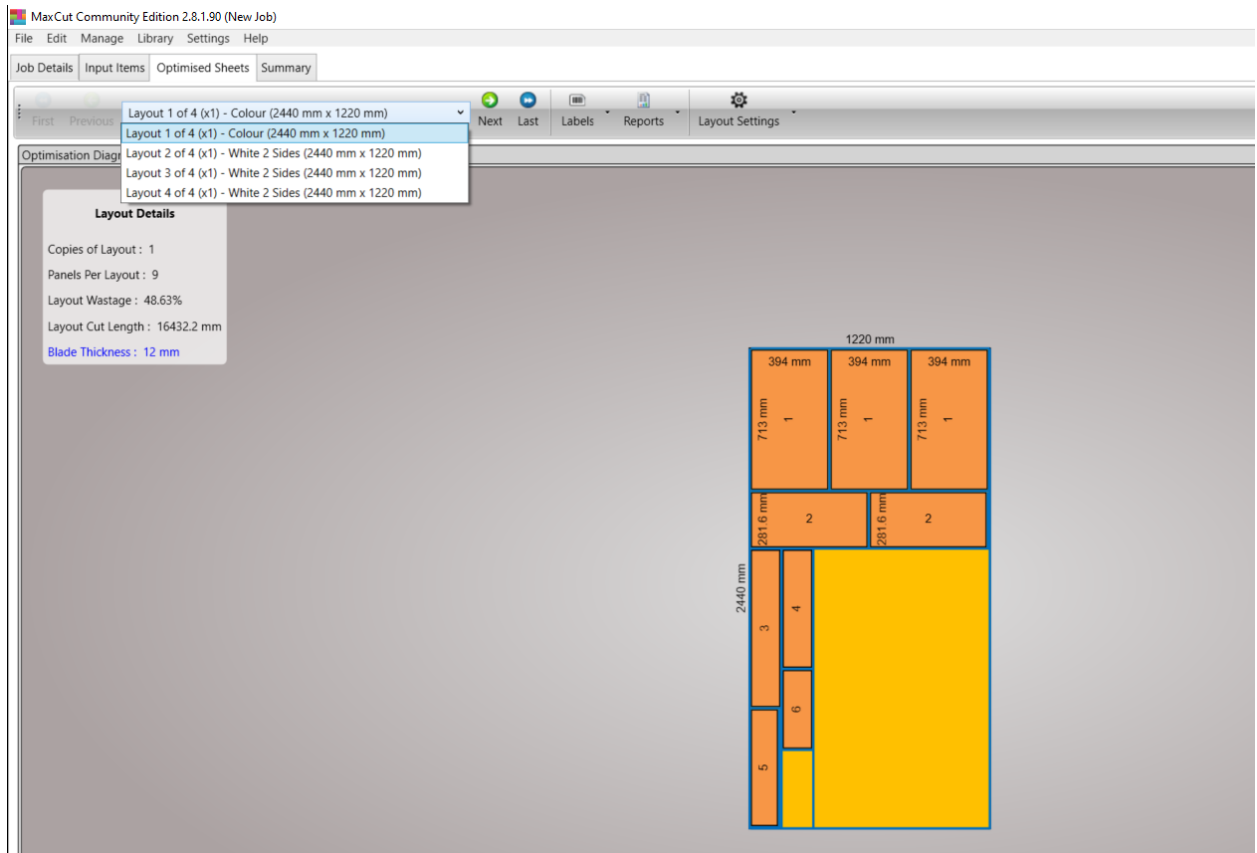 MaxCut Community Edition 2.8.1.90 (New Job)
File Edit Manage Library Settings Help
Job Details Input Items Optimised Sheets Summary
First Previous Layout 1 of 4 (x1) - Colour (2440 mm x 1220 mm) Next Last Labels Reports Layout Settings
Layout 1 of 4 (x1) - Colour (2440 mm x 1220 mm)
Layout 2 of 4 (x1) - White 2 Sides (2440 mm x 1220 mm)
Layout 3 of 4 (x1) - White 2 Sides (2440 mm x 1220 mm)
Layout 4 of 4 (x1) - White 2 Sides (2440 mm x 1220 mm)
Optimisation Diagr
Layout Details
Copies of Layout : 1
Panels Per Layout : 9
Layout Wastage : 48.63%
Layout Cut Length : 16432.2 mm
Blade Thickness : 12 mm
1220 mm
394 mm 394 mm 394 mm
713 mm 1 713 mm 1 713 mm 1
281.6 mm 2 281.6 mm 2
2440 mm
3 4
6
5